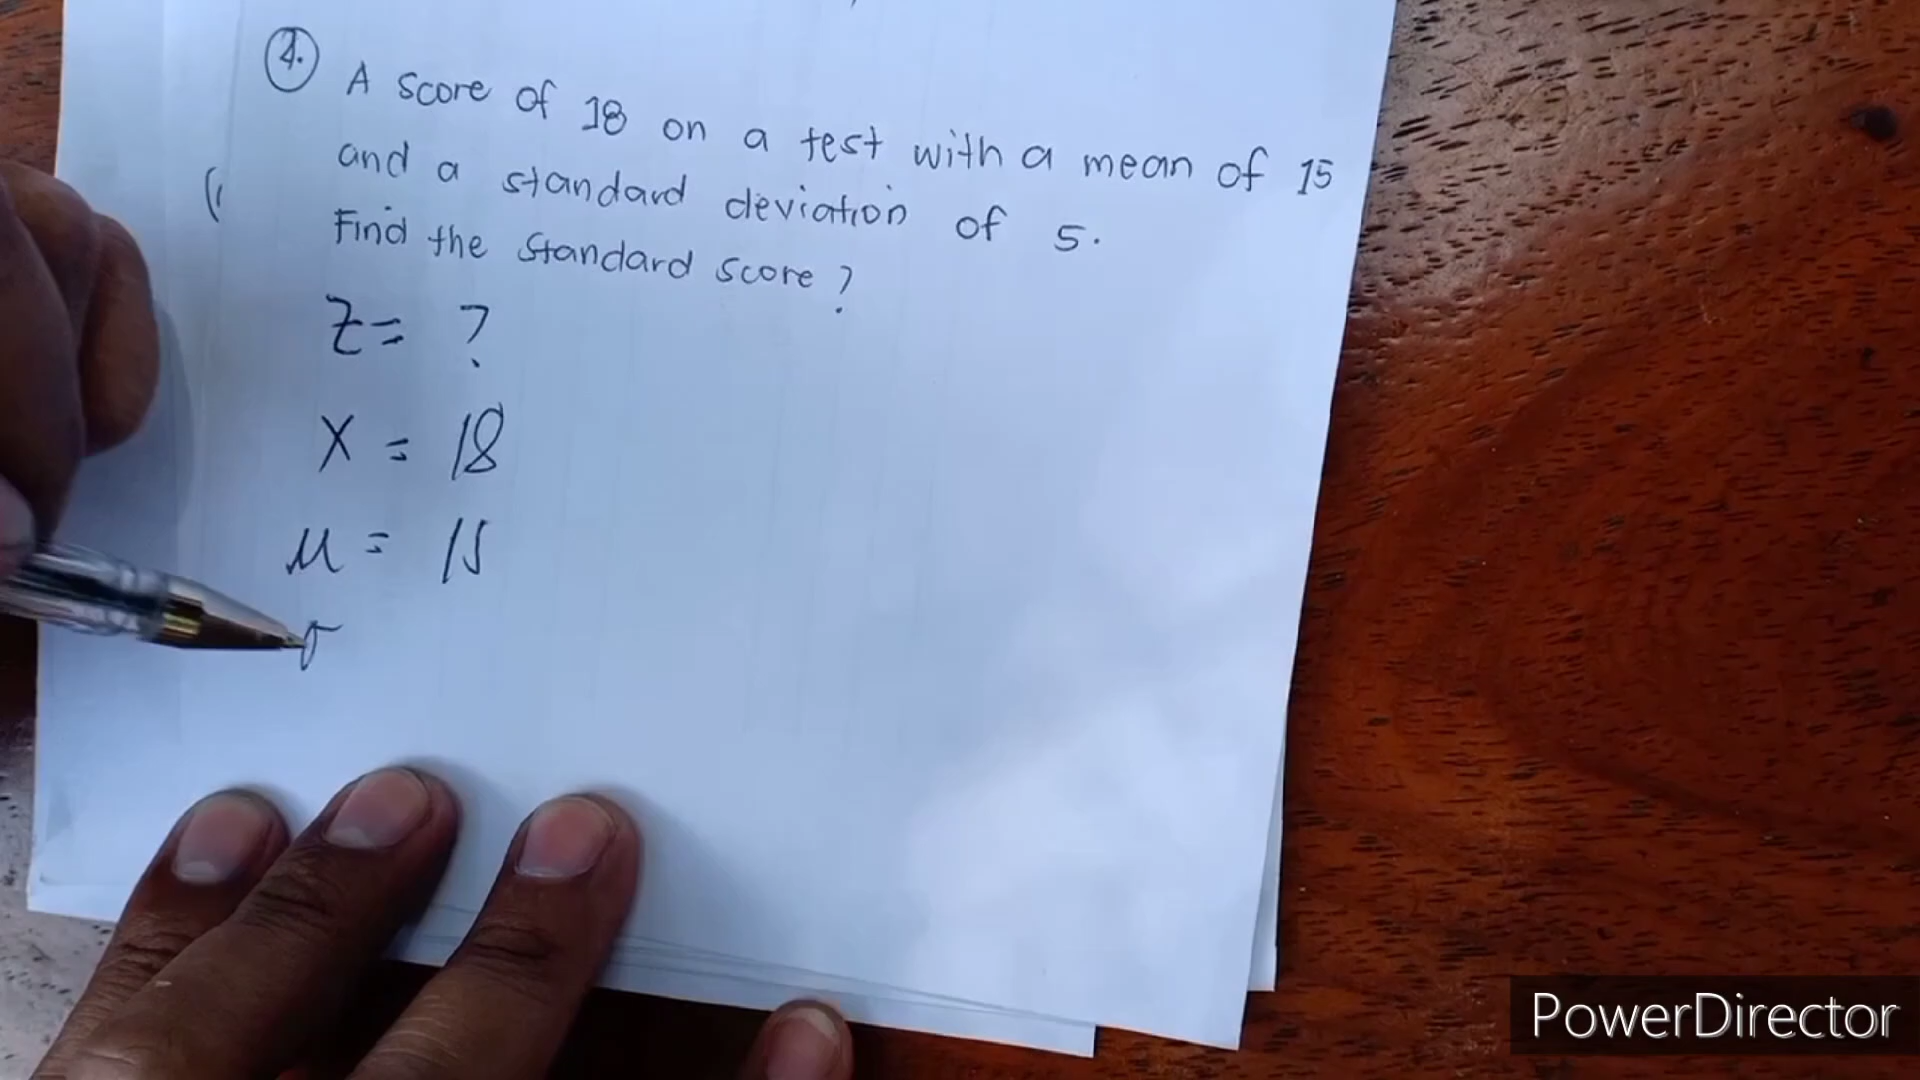 A score of 18 on a test with a mean of 15
and a standard deviation of 5.
Find the standard score?
Z = ?
X = 18
μ = 15
σ
PowerDirector